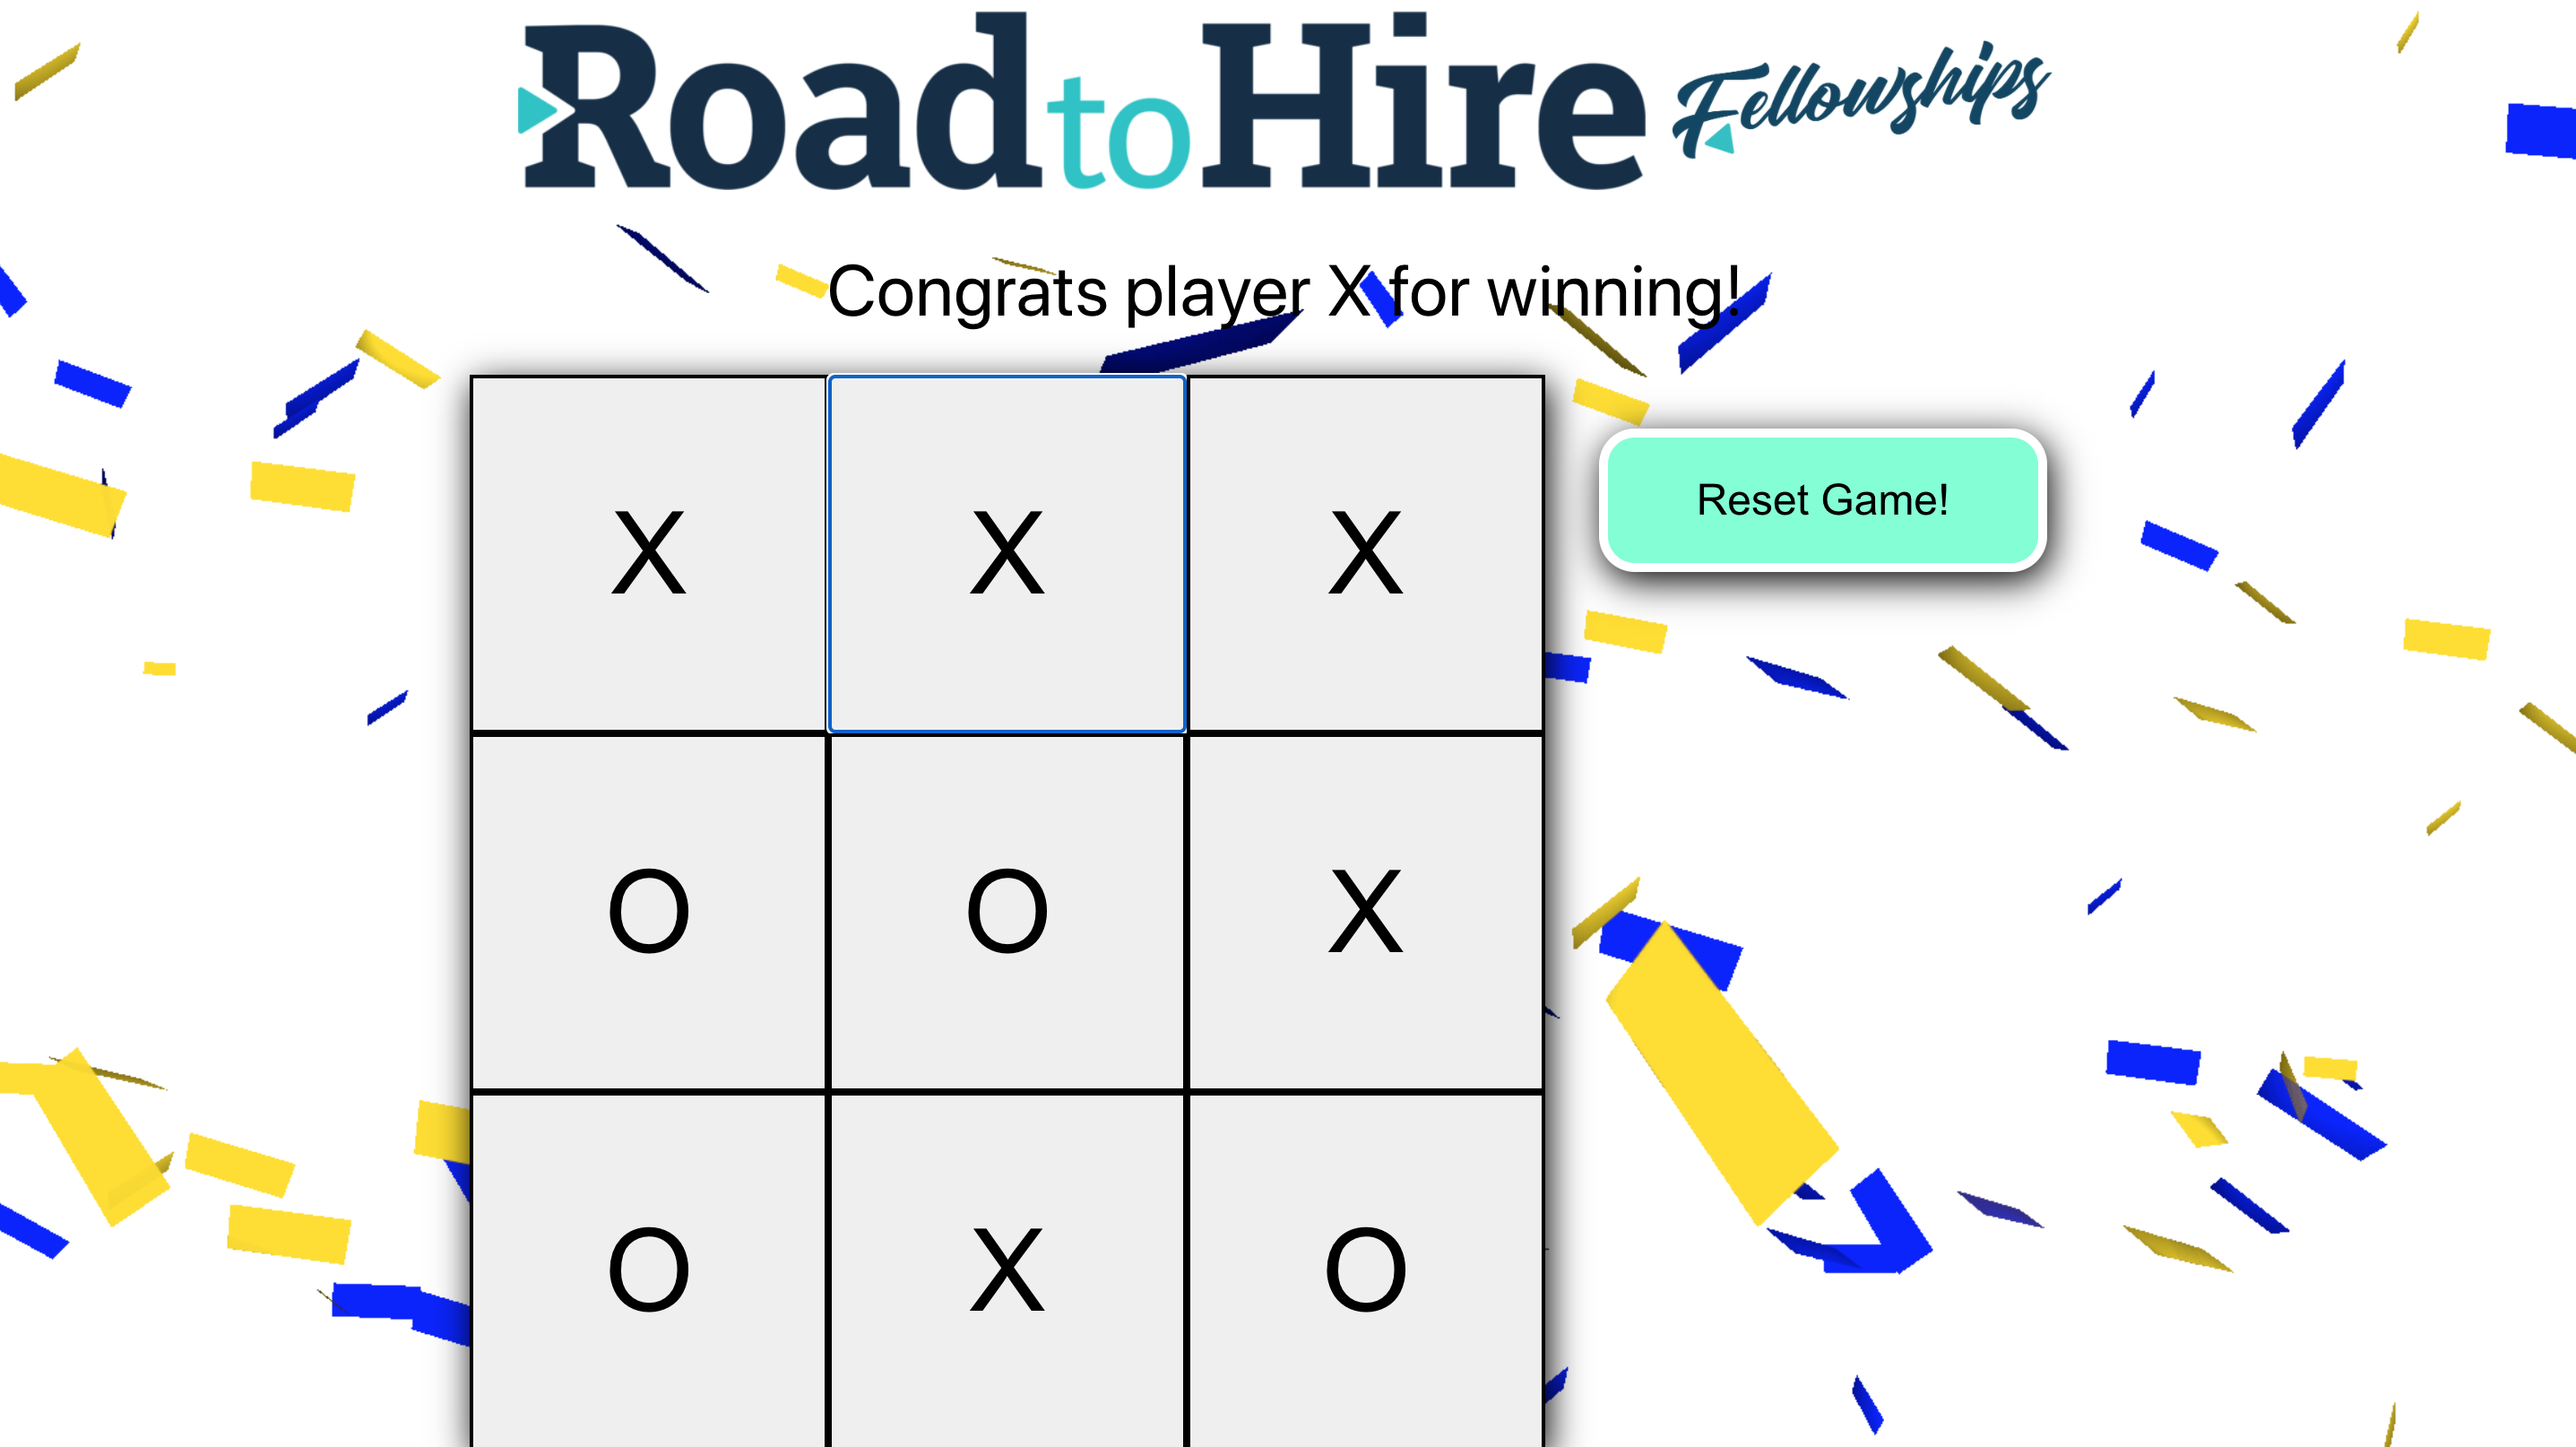 RoadtoHire Fellowships
Congrats player X for winning!
X X X
Reset Game!
O O X
O X O